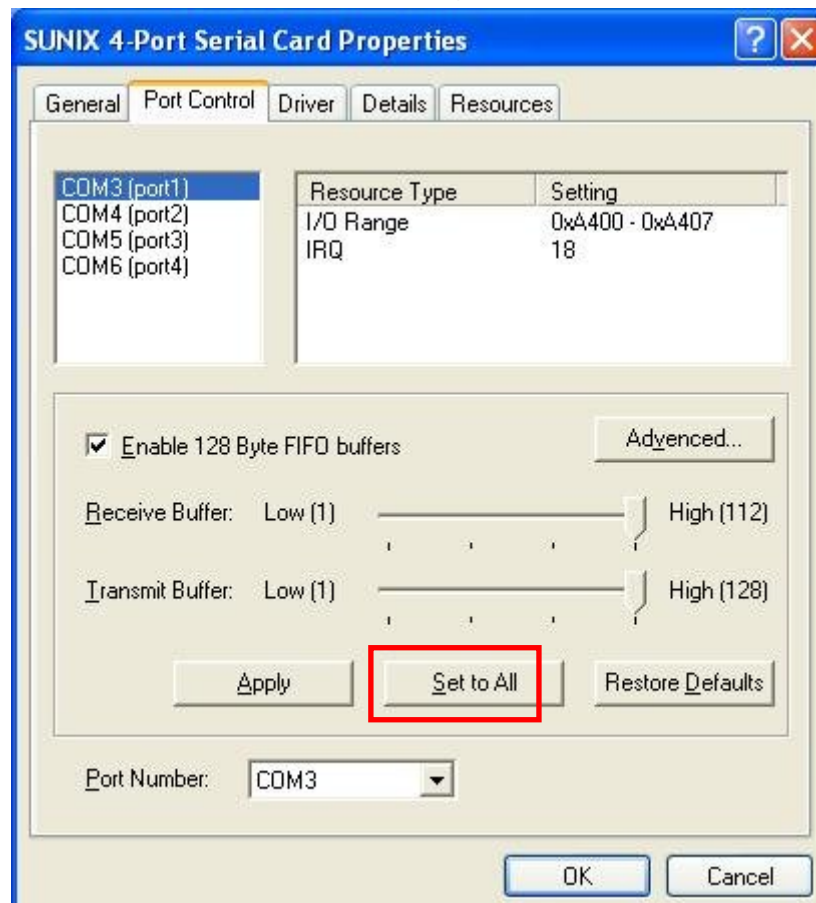 SUNIX 4-Port Serial Card Properties
General Port Control Driver Details Resources
COM3 (port1)
COM4 (port2)
COM5 (port3)
COM6 (port4)
Resource Type Setting
I/O Range 0xA400 - 0xA407
IRQ 18
Enable 128 Byte FIFO buffers
Advenced...
Receive Buffer: Low (1) High (112)
Transmit Buffer: Low (1) High (128)
Apply Set to All Restore Defaults
Port Number: COM3
OK Cancel